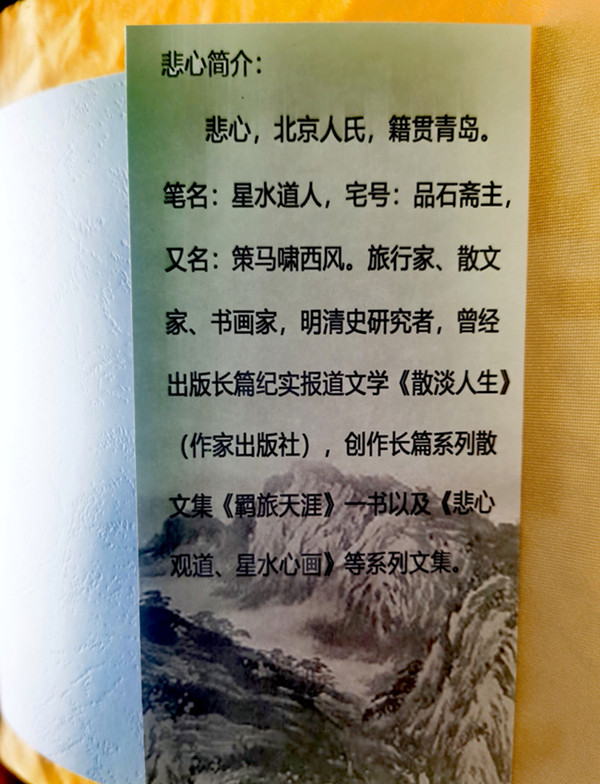 悲心简介：
悲心，北京人氏，籍贯青岛。
笔名：星水道人，宅号：品石斋主，
又名：策马啸西风。旅行家、散文
家、书画家，明清史研究者，曾经
出版长篇纪实报道文学《散淡人生》
（作家出版社），创作长篇系列散
文集《羁旅天涯》一书以及《悲心
观道、星水心画》等系列文集。